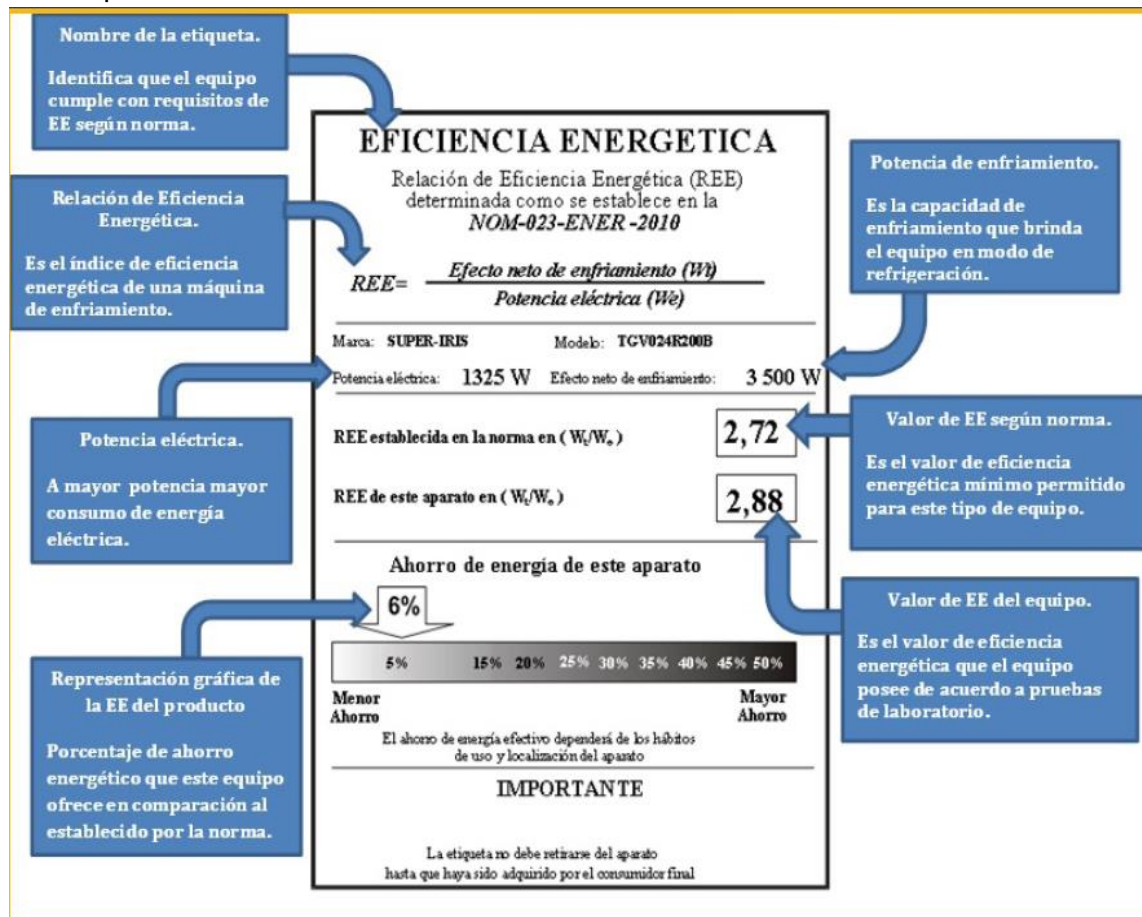 Nombre de la etiqueta.
Identifica que el equipo
cumple con requisitos de
EE según norma.
Relación de Eficiencia
Energética.
Es el índice de eficiencia
energética de una máquina
de enfriamiento.
Potencia eléctrica.
A mayor potencia mayor
consumo de energía
eléctrica.
Representación gráfica de
la EE del producto
Porcentaje de ahorro
energético que este equipo
ofrece en comparación al
establecido por la norma.
EFICIENCIA ENERGETICA
Relación de Eficiencia Energética (REE)
determinada como se establece en la
NOM-023-ENER -2010
REE= Efecto neto de enfriamiento (Wt)
Potencia eléctrica (We)
Marca: SUPER-IRIS Modelo: TGV024R200B
Potencia eléctrica: 1325 W Efecto neto de enfriamiento: 3 500 W
REE establecida en la norma en ( Wt/We ) 2,72
REE de este aparato en ( Wt/We ) 2,88
Ahorro de energía de este aparato
6%
5% 15% 20% 25% 30% 35% 40% 45% 50%
Menor Mayor
Ahorro Ahorro
El ahorro de energía efectivo dependerá de los hábitos
de uso y localización del aparato
IMPORTANTE
La etiqueta no debe retirarse del aparato
hasta que haya sido adquirido por el consumidor final
Potencia de enfriamiento.
Es la capacidad de
enfriamiento que brinda
el equipo en modo de
refrigeración.
Valor de EE según norma.
Es el valor de eficiencia
energética mínimo permitido
para este tipo de equipo.
Valor de EE del equipo.
Es el valor de eficiencia
energética que el equipo
posee de acuerdo a pruebas
de laboratorio.